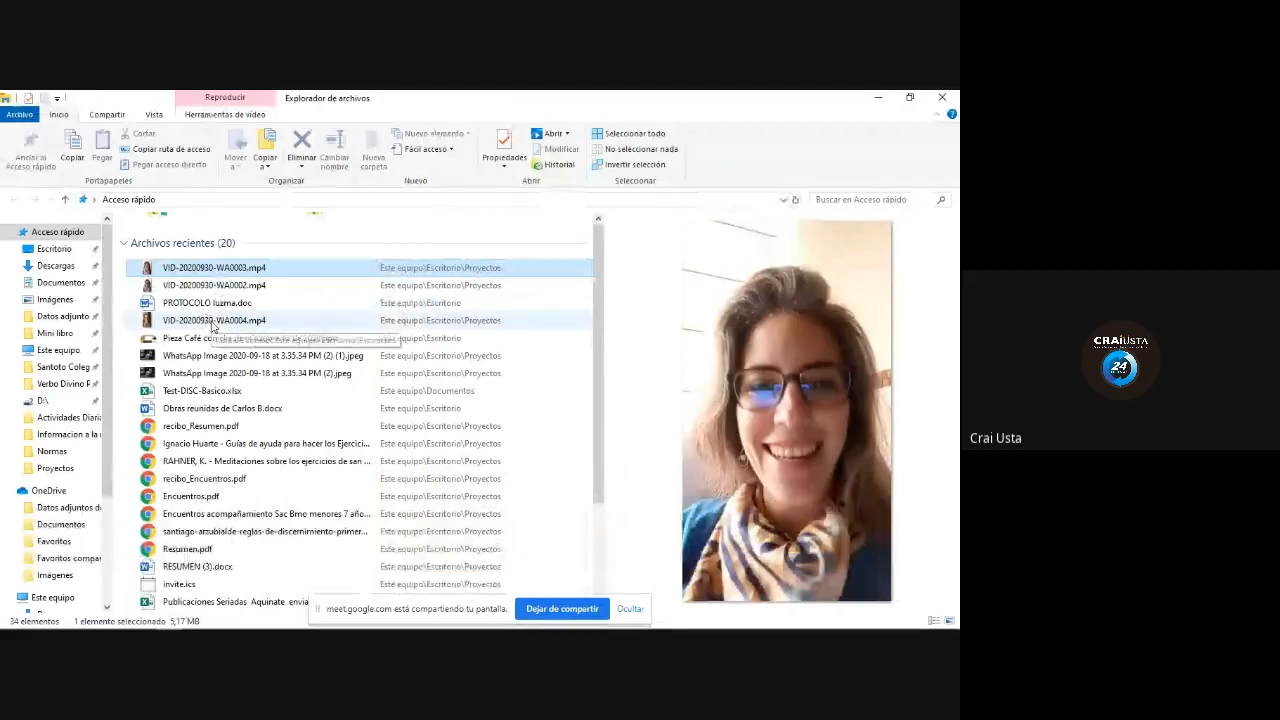 Reproducir
Explorador de archivos
Archivo
Inicio
Compartir
Vista
Herramientas de vídeo
Anclar al Acceso rápido
Copiar
Pegar
Cortar
Copiar ruta de acceso
Pegar acceso directo
Portapapeles
Mover a
Copiar a
Eliminar
Cambiar nombre
Organizar
Nueva carpeta
Nuevo elemento
Fácil acceso
Nuevo
Propiedades
Abrir
Modificar
Historial
Abrir
Seleccionar todo
No seleccionar nada
Invertir selección
Seleccionar
Acceso rápido
Buscar en Acceso rápido
Acceso rápido
Escritorio
Descargas
Documentos
Imágenes
Datos adjunto
Mini libro
Este equipo
Santoto Coleg
Verbo Divino P
D:\
Actividades Diaria
Informacion a la
Normas
Proyectos
OneDrive
Datos adjuntos de
Documentos
Favoritos
Favoritos compar
Imágenes
Este equipo
Archivos recientes (20)
VID-20200930-WA0003.mp4 Este equipo\Escritorio\Proyectos
VID-20200930-WA0002.mp4 Este equipo\Escritorio\Proyectos
PROTOCOLO luzma.doc Este equipo\Escritorio
VID-20200930-WA0004.mp4 Este equipo\Escritorio\Proyectos
Pieza Café con Este equipo\Escritorio
WhatsApp Image 2020-09-18 at 3.35.34 PM (2) (1).jpeg Este equipo\Escritorio\Proyectos
WhatsApp Image 2020-09-18 at 3.35.34 PM (2).jpeg Este equipo\Escritorio\Proyectos
Test-DISC-Basico.xlsx Este equipo\Documentos
Obras reunidas de Carlos B.docx Este equipo\Escritorio
recibo_Resumen.pdf Este equipo\Escritorio\Proyectos
Ignacio Huarte - Guías de ayuda para hacer los Ejercici... Este equipo\Escritorio\Proyectos
RAHNER, K. - Meditaciones sobre los ejercicios de san ... Este equipo\Escritorio\Proyectos
recibo_Encuentros.pdf Este equipo\Escritorio\Proyectos
Encuentros.pdf Este equipo\Escritorio\Proyectos
Encuentros acompañamiento Sac Bmo menores 7 año... Este equipo\Escritorio\Proyectos
santiago-arzubialde-reglas-de-discernimiento-primer... Este equipo\Escritorio\Proyectos
Resumen.pdf Este equipo\Escritorio\Proyectos
RESUMEN (3).docx Este equipo\Escritorio\Proyectos
invite.ics Este equipo\Escritorio\Proyectos
Publicaciones Seriadas Aquinate envia
meet.google.com está compartiendo tu pantalla.
Dejar de compartir
Ocultar
34 elementos 1 elemento seleccionado 5,17 MB
CRAiUSTA
24
Crai Usta